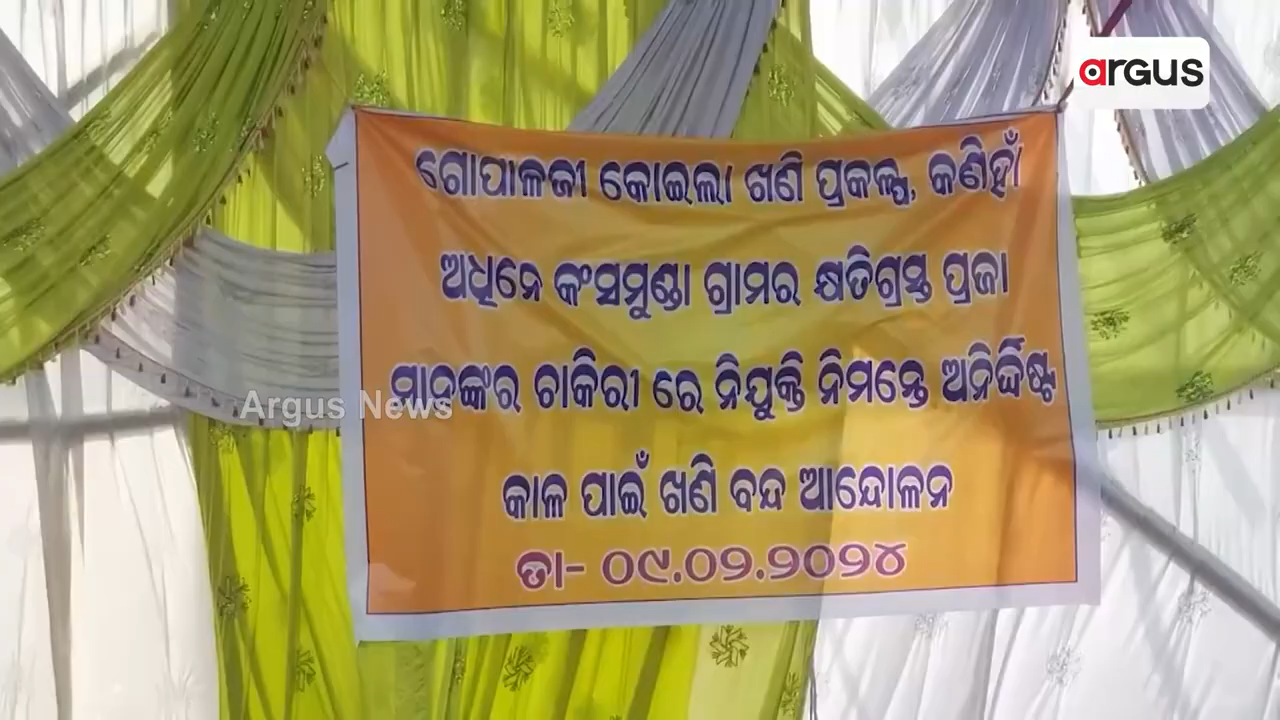 argus
ଗୋପାଳଜୀ କୋଇଲା ଖଣି ପ୍ରକଳ୍ପ, କଣିହାଁ
ଅଧିନେ କଂସମୁଣ୍ଡା ଗ୍ରାମର କ୍ଷତିଗ୍ରସ୍ତ ପ୍ରଜା
ମାନଙ୍କର ଚାକିରୀ ରେ ନିଯୁକ୍ତି ନିମନ୍ତେ ଅନିର୍ଦ୍ଦିଷ୍ଟ
Argus News
କାଳ ପାଇଁ ଖଣି ବନ୍ଦ ଆନ୍ଦୋଳନ
ତା- ୦୯.୦୨.୨୦୨୪